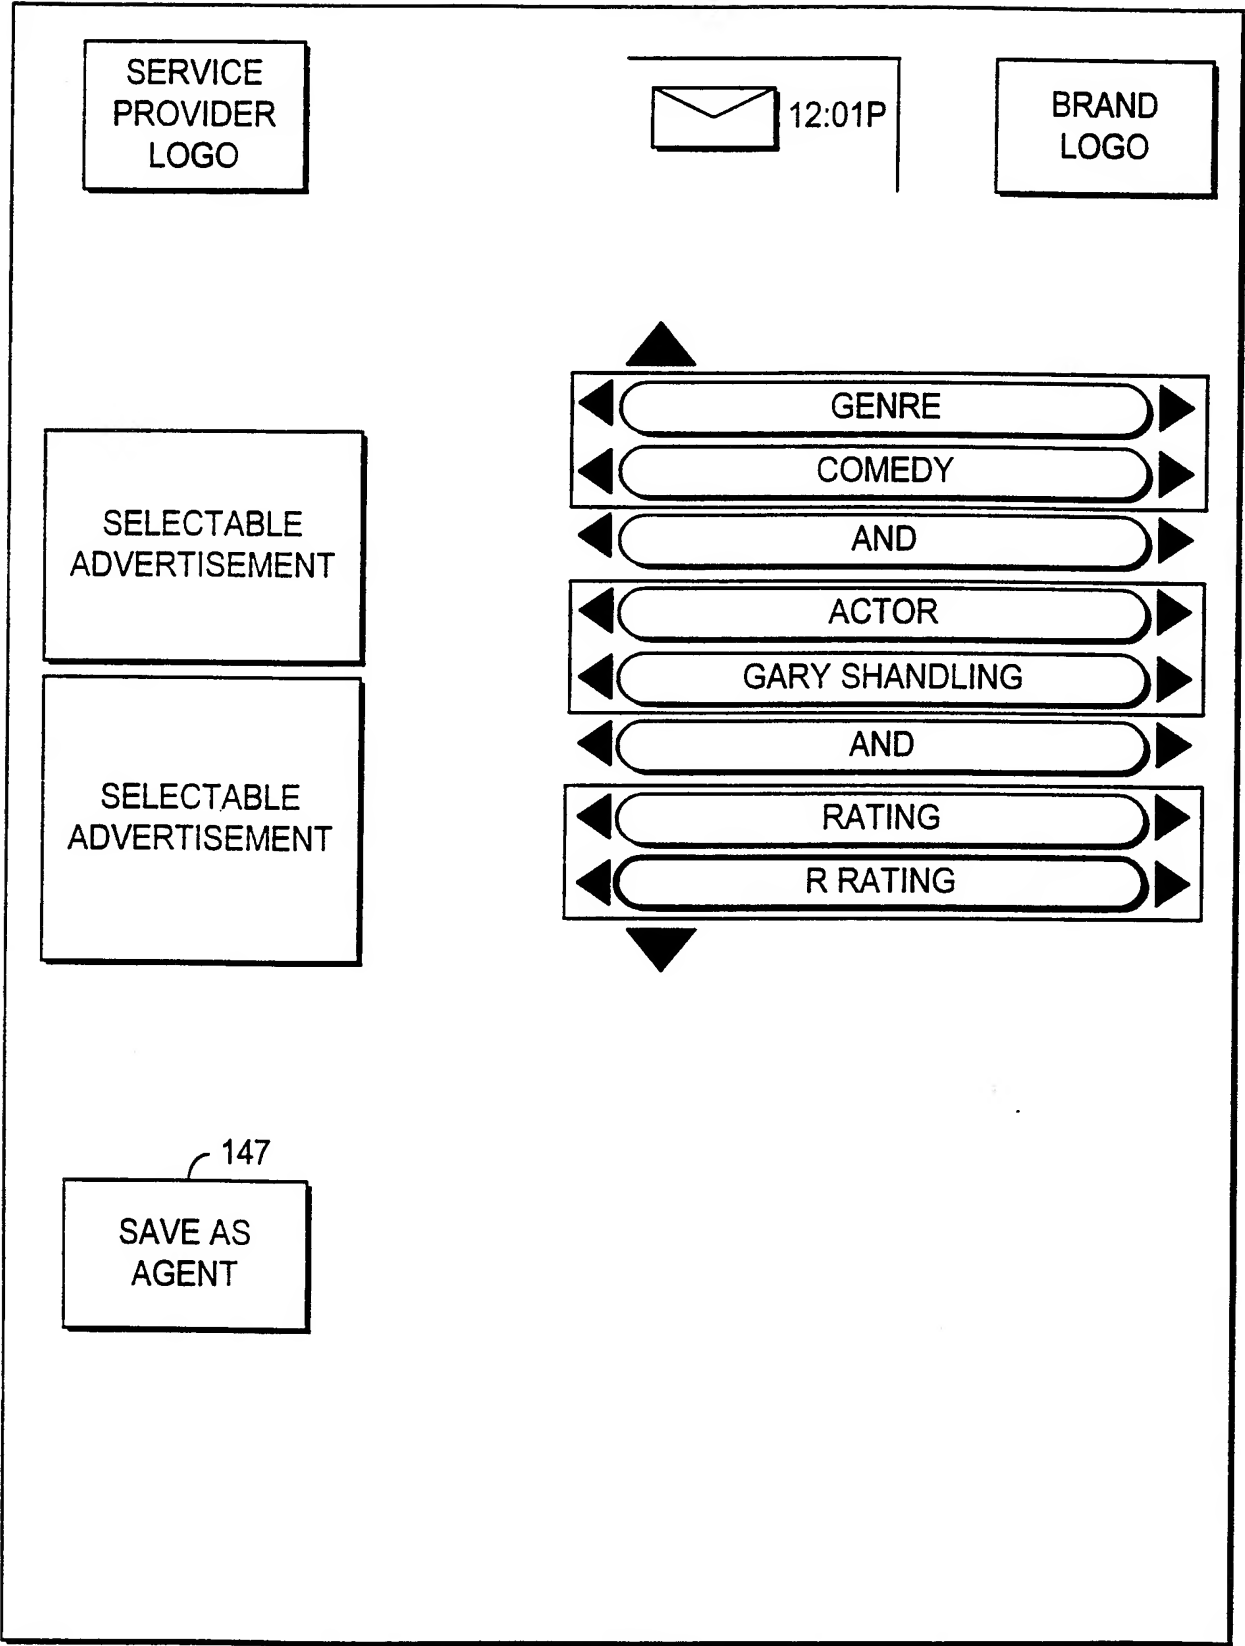 SERVICE
PROVIDER
LOGO
12:01P
BRAND
LOGO
GENRE
COMEDY
AND
ACTOR
GARY SHANDLING
AND
RATING
R RATING
SELECTABLE
ADVERTISEMENT
SELECTABLE
ADVERTISEMENT
147
SAVE AS
AGENT